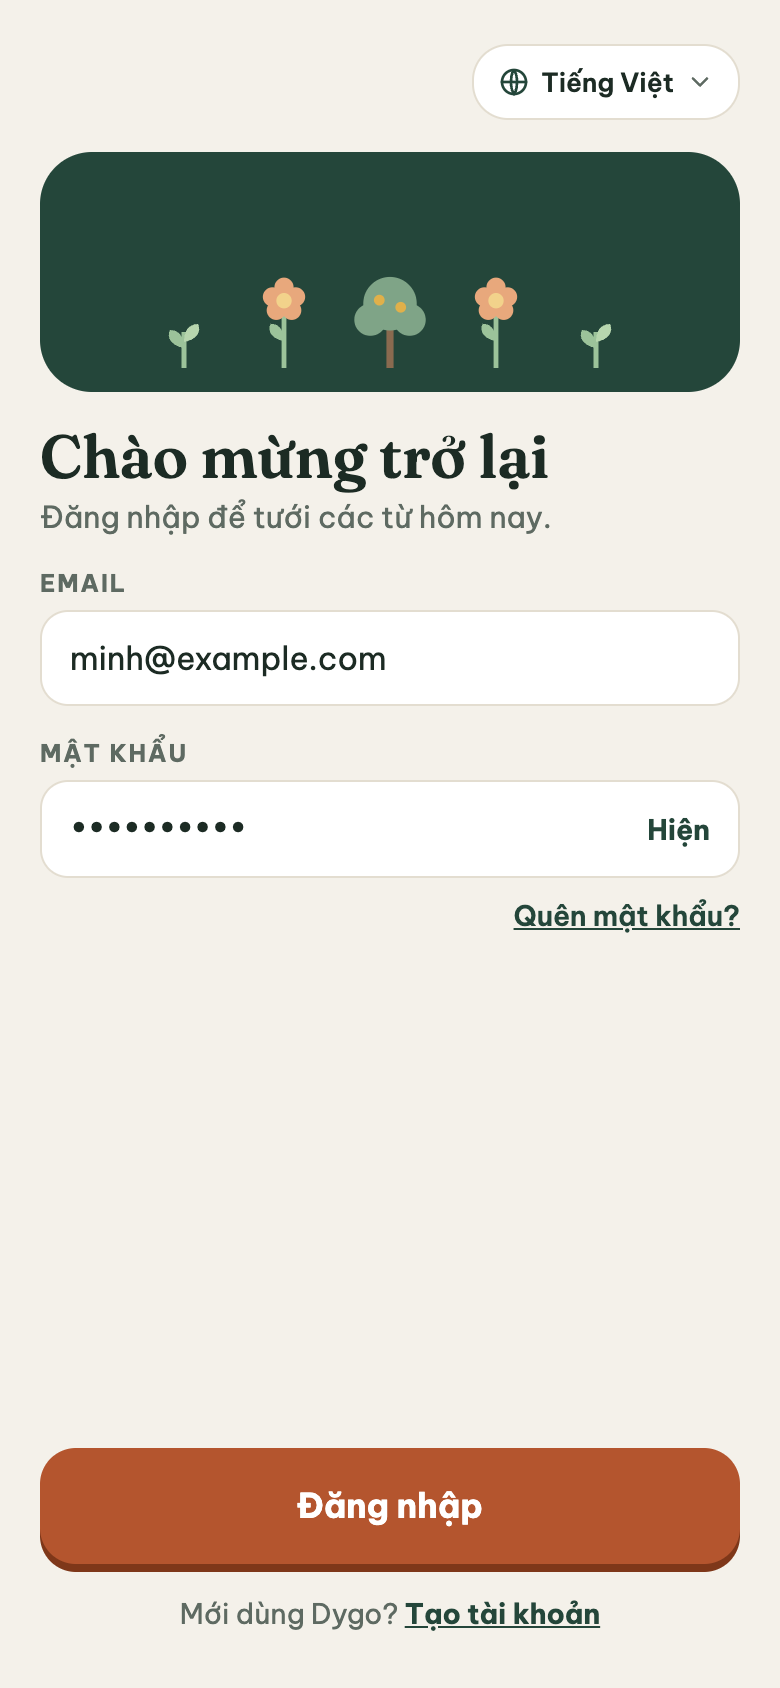 Tiếng Việt
Chào mừng trở lại
Đăng nhập để tưới các từ hôm nay.
EMAIL
minh@example.com
MẬT KHẨU
•••••••••• Hiện
Quên mật khẩu?
Đăng nhập
Mới dùng Dygo? Tạo tài khoản